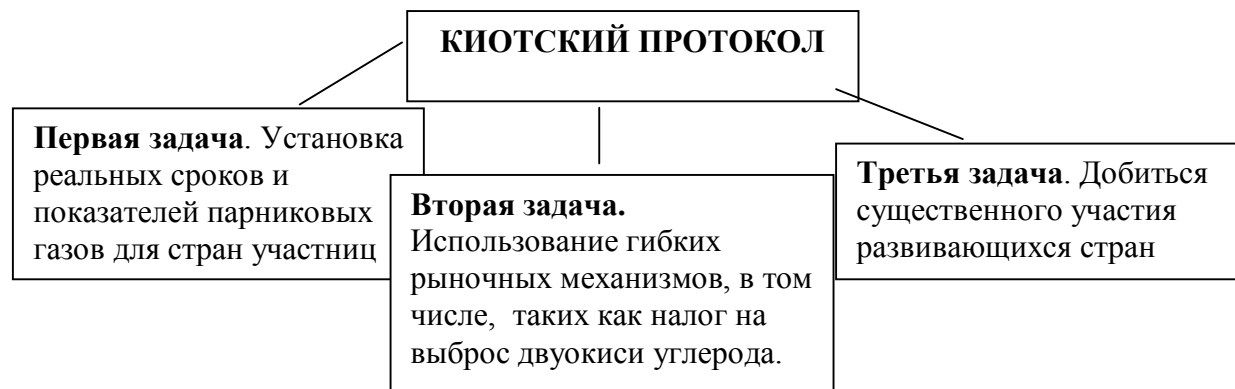 КИОТСКИЙ ПРОТОКОЛ
Первая задача. Установка
реальных сроков и
показателей парниковых
газов для стран участниц
Вторая задача.
Использование гибких
рыночных механизмов, в том
числе, таких как налог на
выброс двуокиси углерода.
Третья задача. Добиться
существенного участия
развивающихся стран